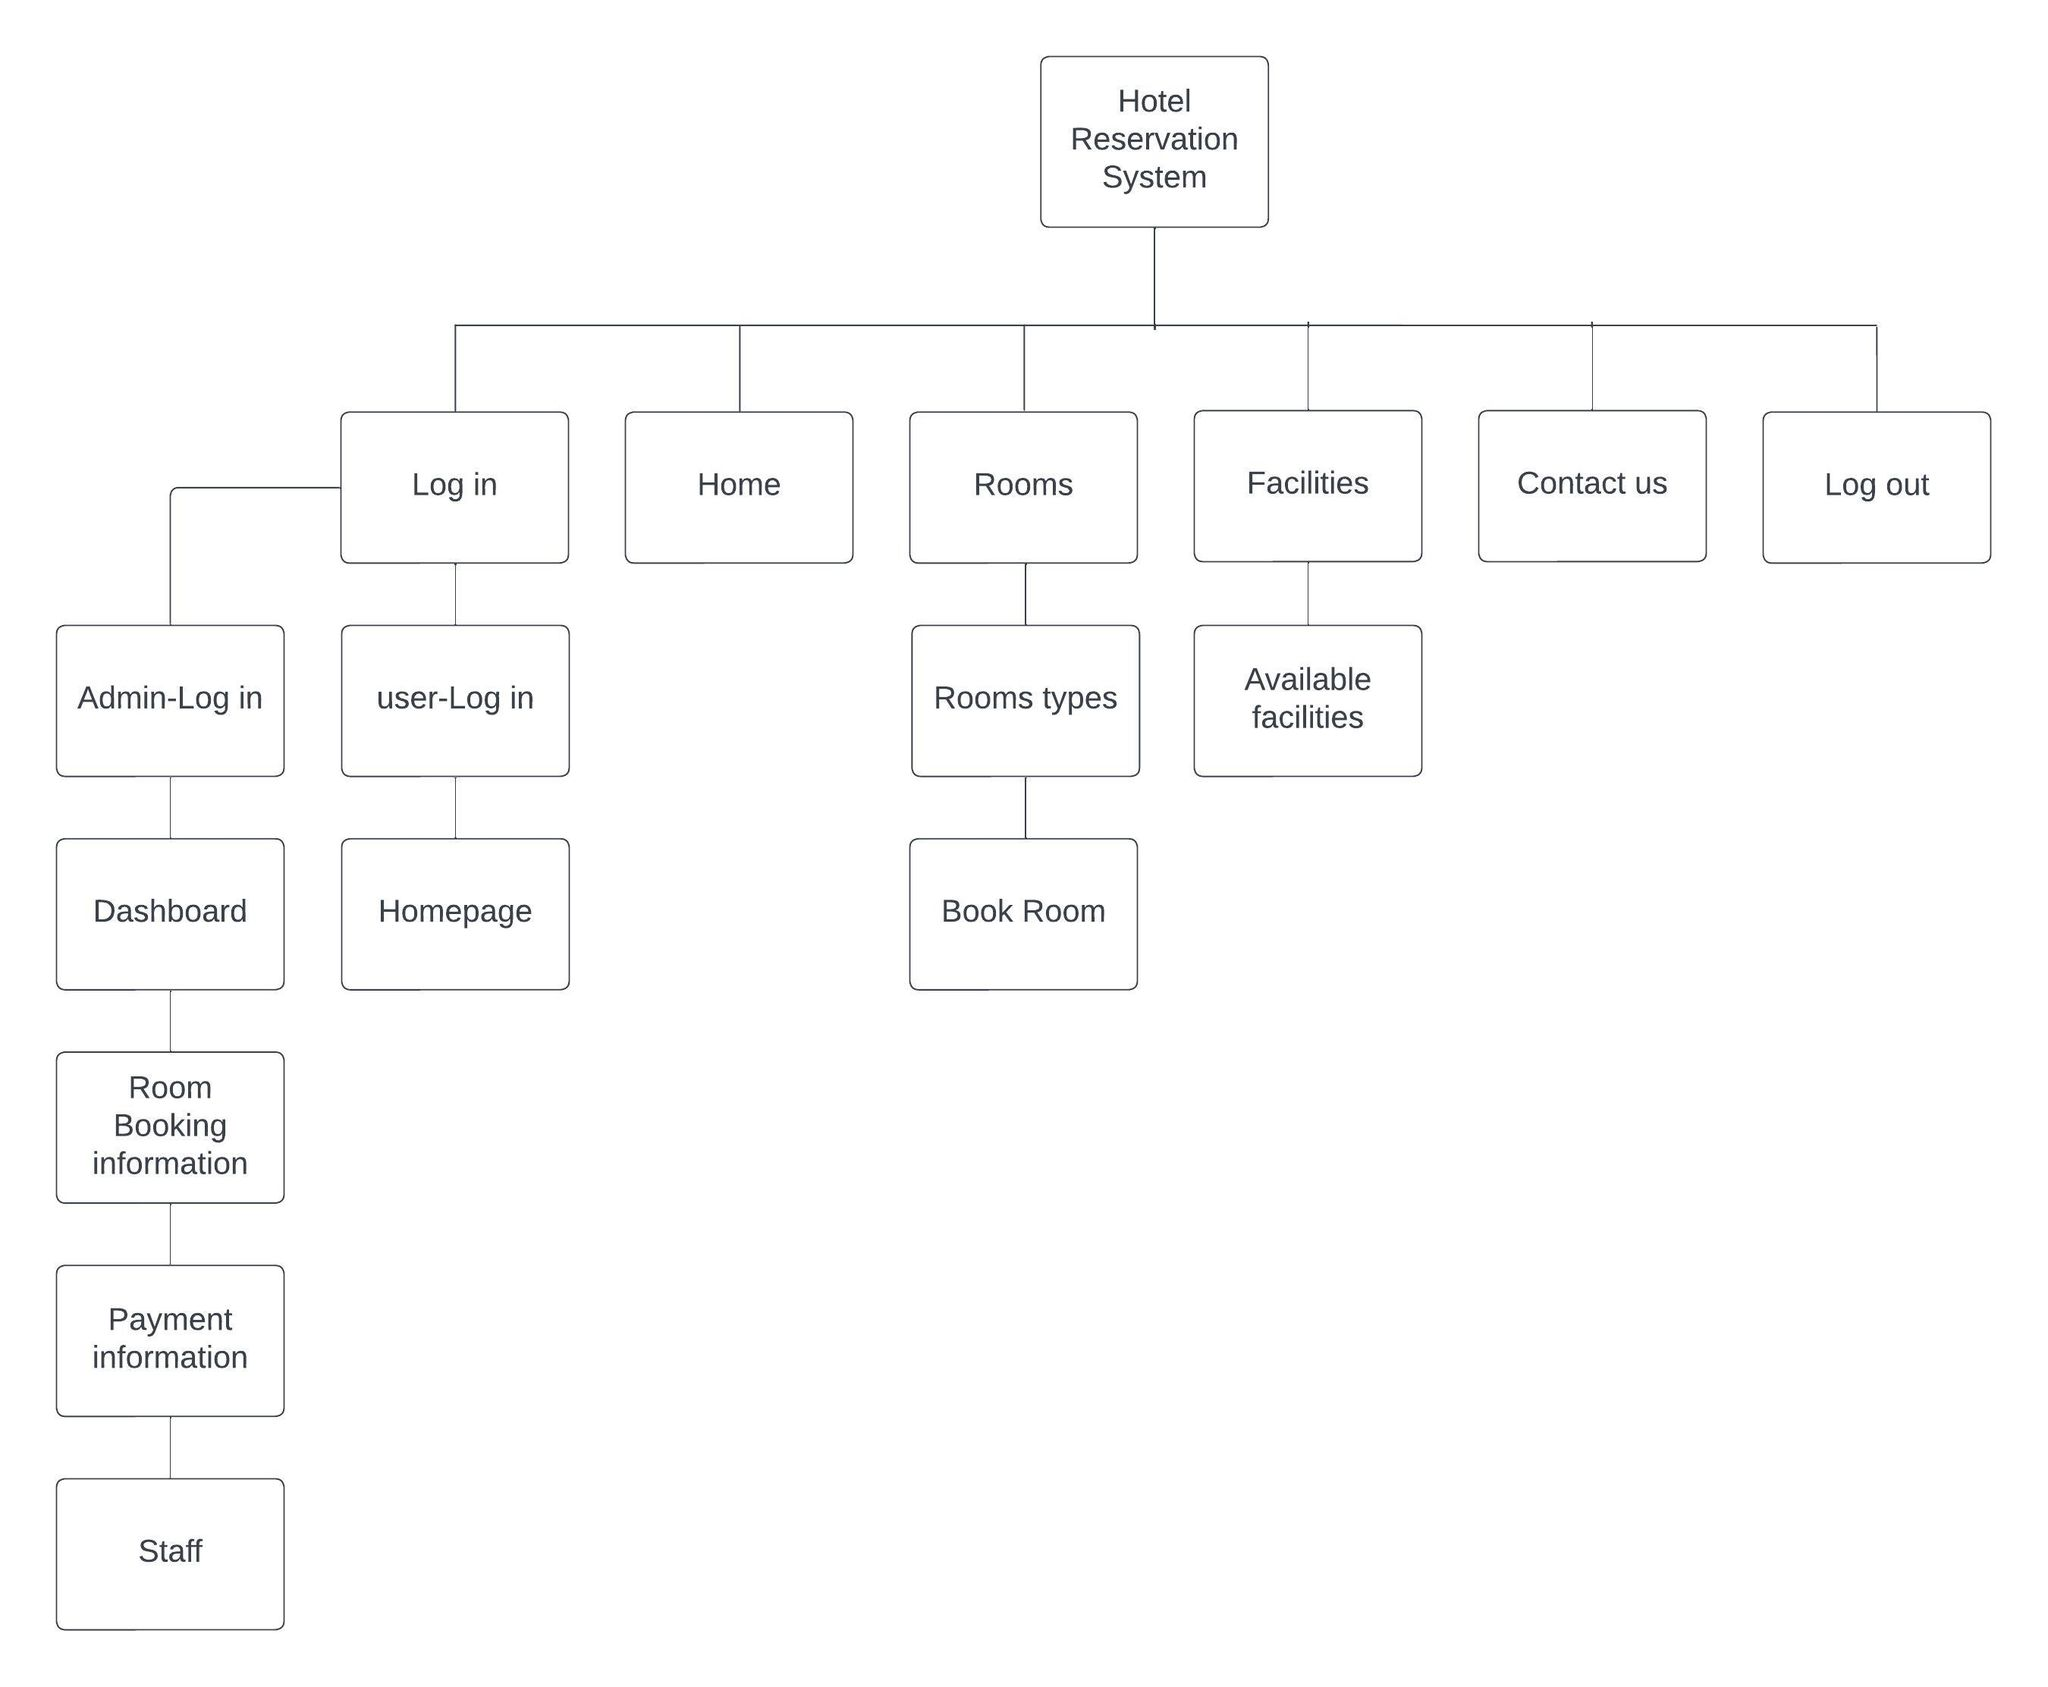 Hotel
Reservation
System
Log in
Home
Rooms
Facilities
Contact us
Log out
Admin-Log in
user-Log in
Rooms types
Available
facilities
Dashboard
Homepage
Book Room
Room
Booking
information
Payment
information
Staff